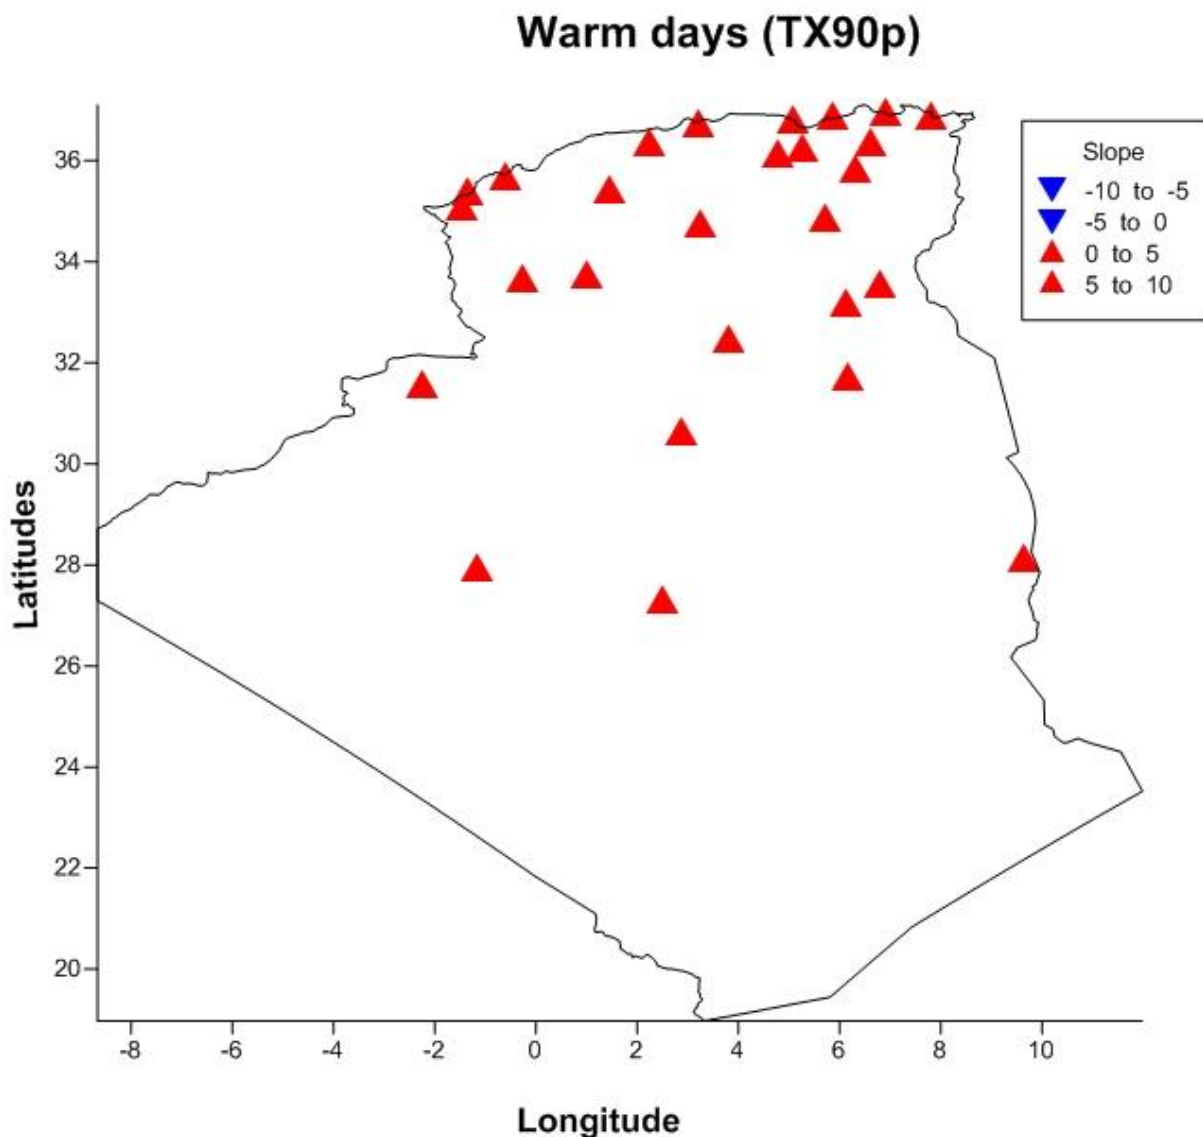 Warm days (TX90p)
Slope
-10 to -5
-5 to 0
0 to 5
5 to 10
36
34
32
30
28
26
24
22
20
Latitudes
-8 -6 -4 -2 0 2 4 6 8 10
Longitude